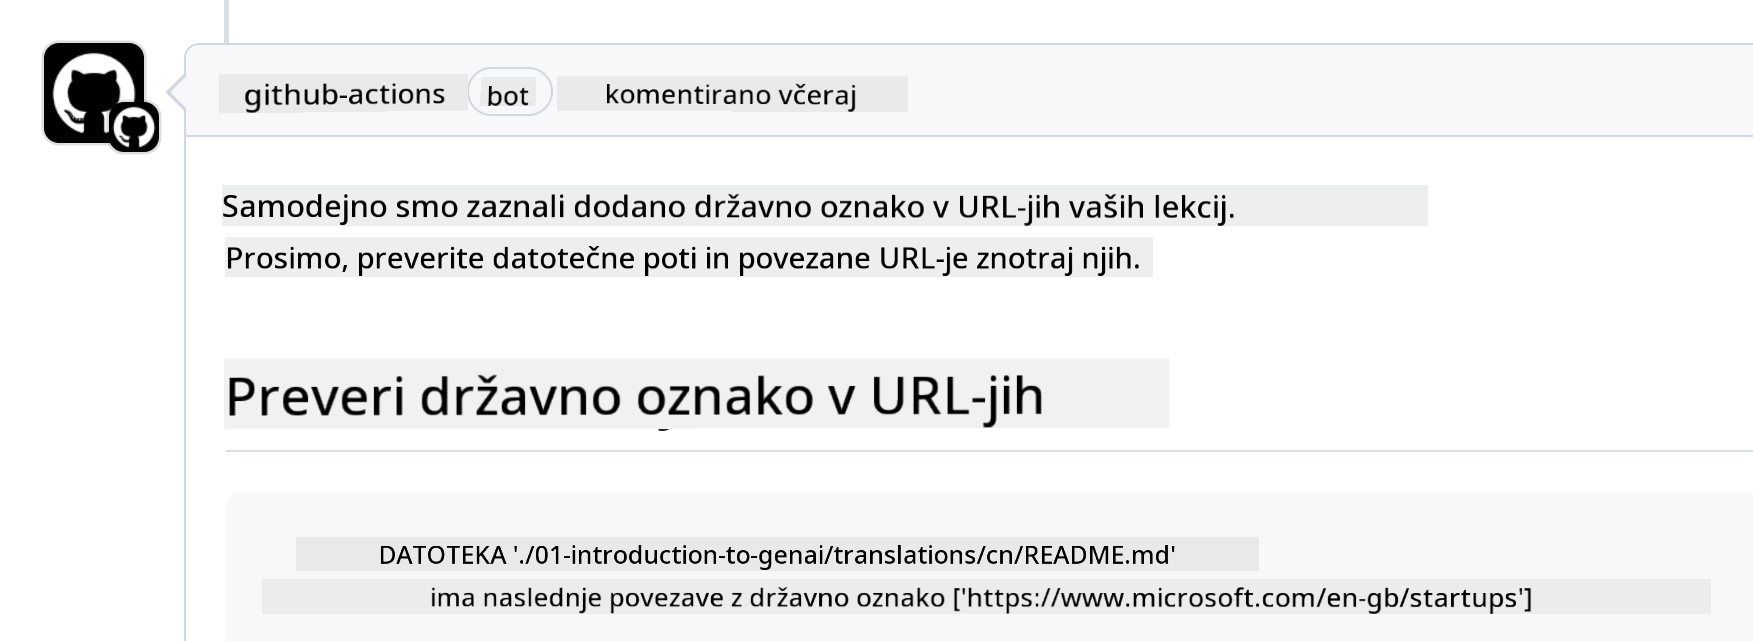 github-actions bot komentirano včeraj
Samodejno smo zaznali dodano državno oznako v URL-jih vaših lekcij.
Prosimo, preverite datotečne poti in povezane URL-je znotraj njih.
Preveri državno oznako v URL-jih
DATOTEKA './01-introduction-to-genai/translations/cn/README.md'
ima naslednje povezave z državno oznako ['https://www.microsoft.com/en-gb/startups']